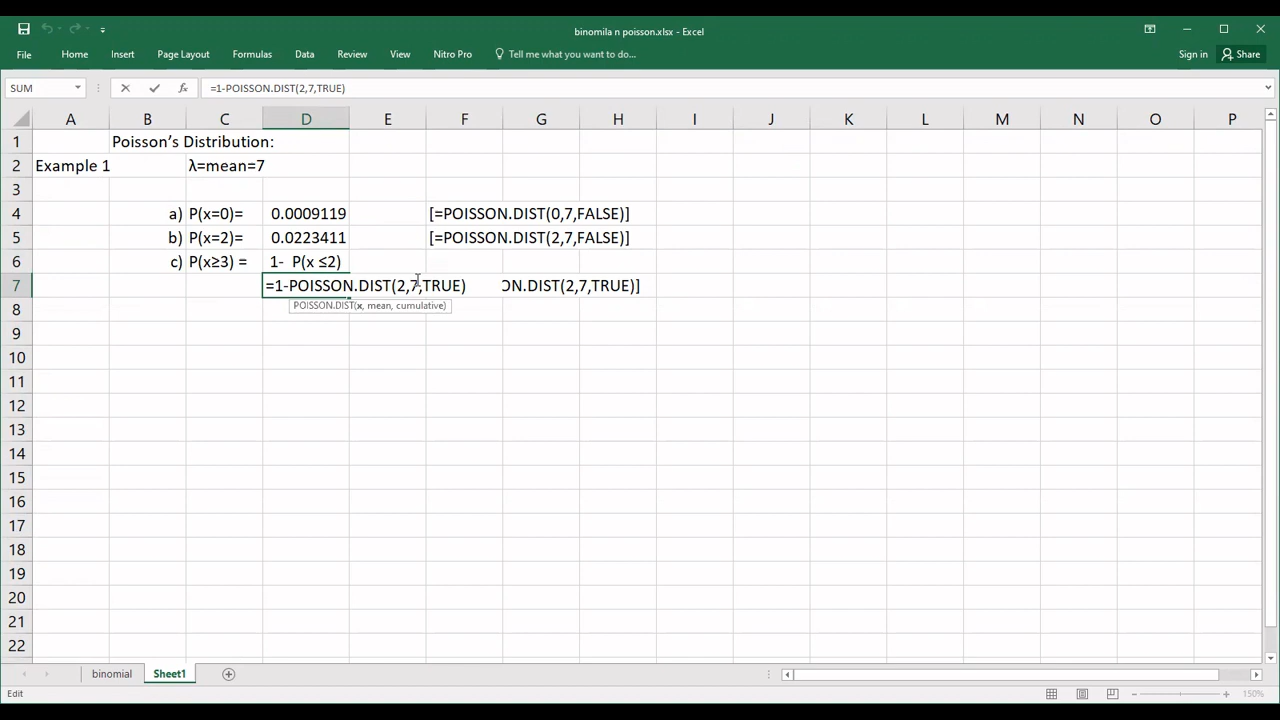 binomila n poisson.xlsx - Excel
File Home Insert Page Layout Formulas Data Review View Nitro Pro Tell me what you want to do... Sign in Share
SUM =1-POISSON.DIST(2,7,TRUE)
A B C D E F G H I J K L M N O P
1 Poisson’s Distribution:
2 Example 1 λ=mean=7
3
4 a) P(x=0)= 0.0009119 [=POISSON.DIST(0,7,FALSE)]
5 b) P(x=2)= 0.0223411 [=POISSON.DIST(2,7,FALSE)]
6 c) P(x≥3) = 1- P(x ≤2)
7 =1-POISSON.DIST(2,7,TRUE) ON.DIST(2,7,TRUE)]
POISSON.DIST(x, mean, cumulative)
8
9
10
11
12
13
14
15
16
17
18
19
20
21
22
binomial Sheet1
Edit 150%